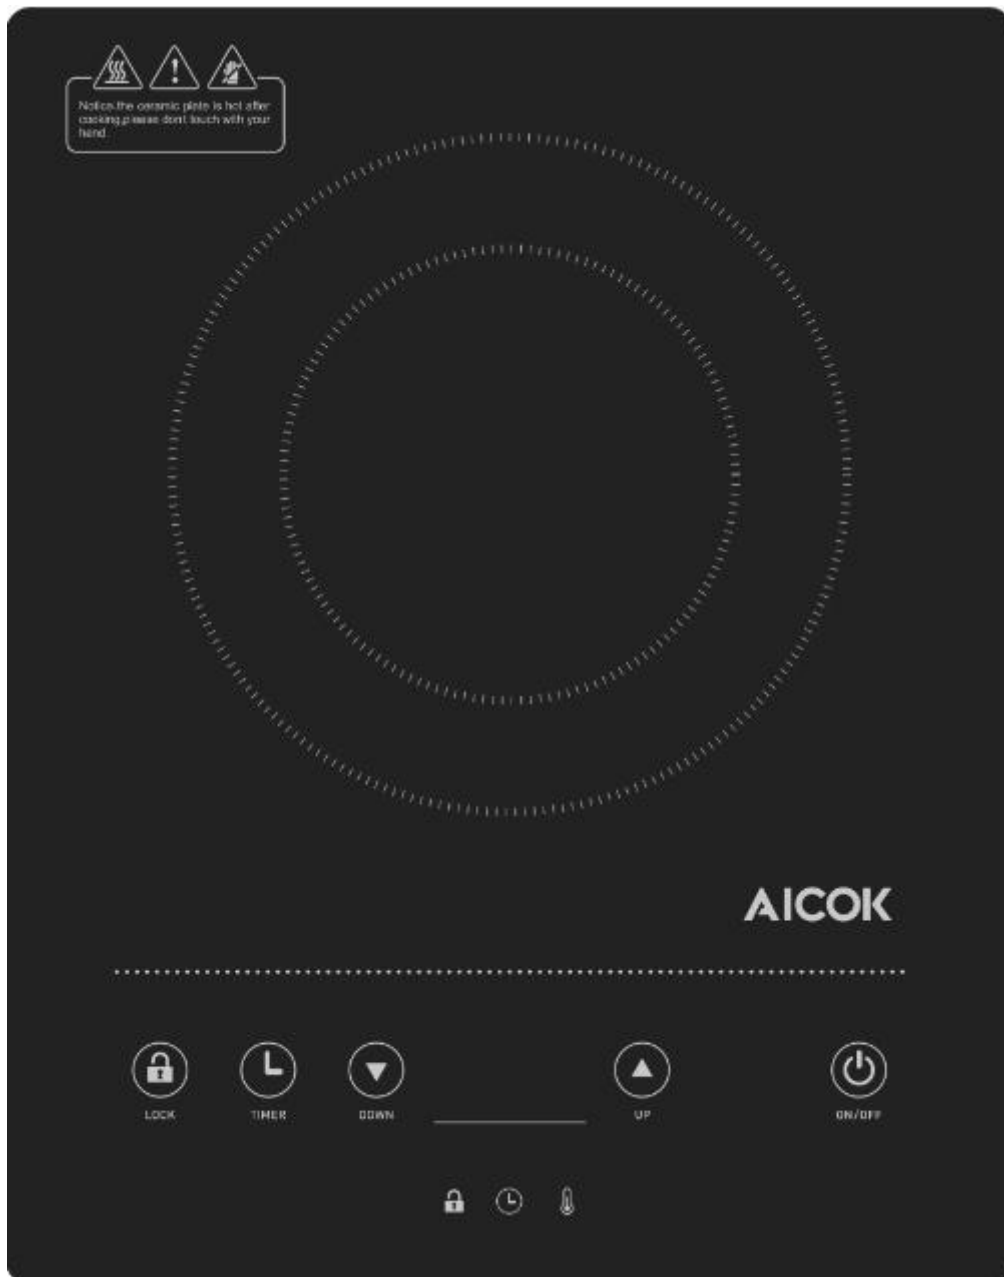 Notice.the ceramic plate is hot after
cooking,please dont touch with your
hand
AICOK
LOCK
TIMER
DOWN
UP
ON/OFF